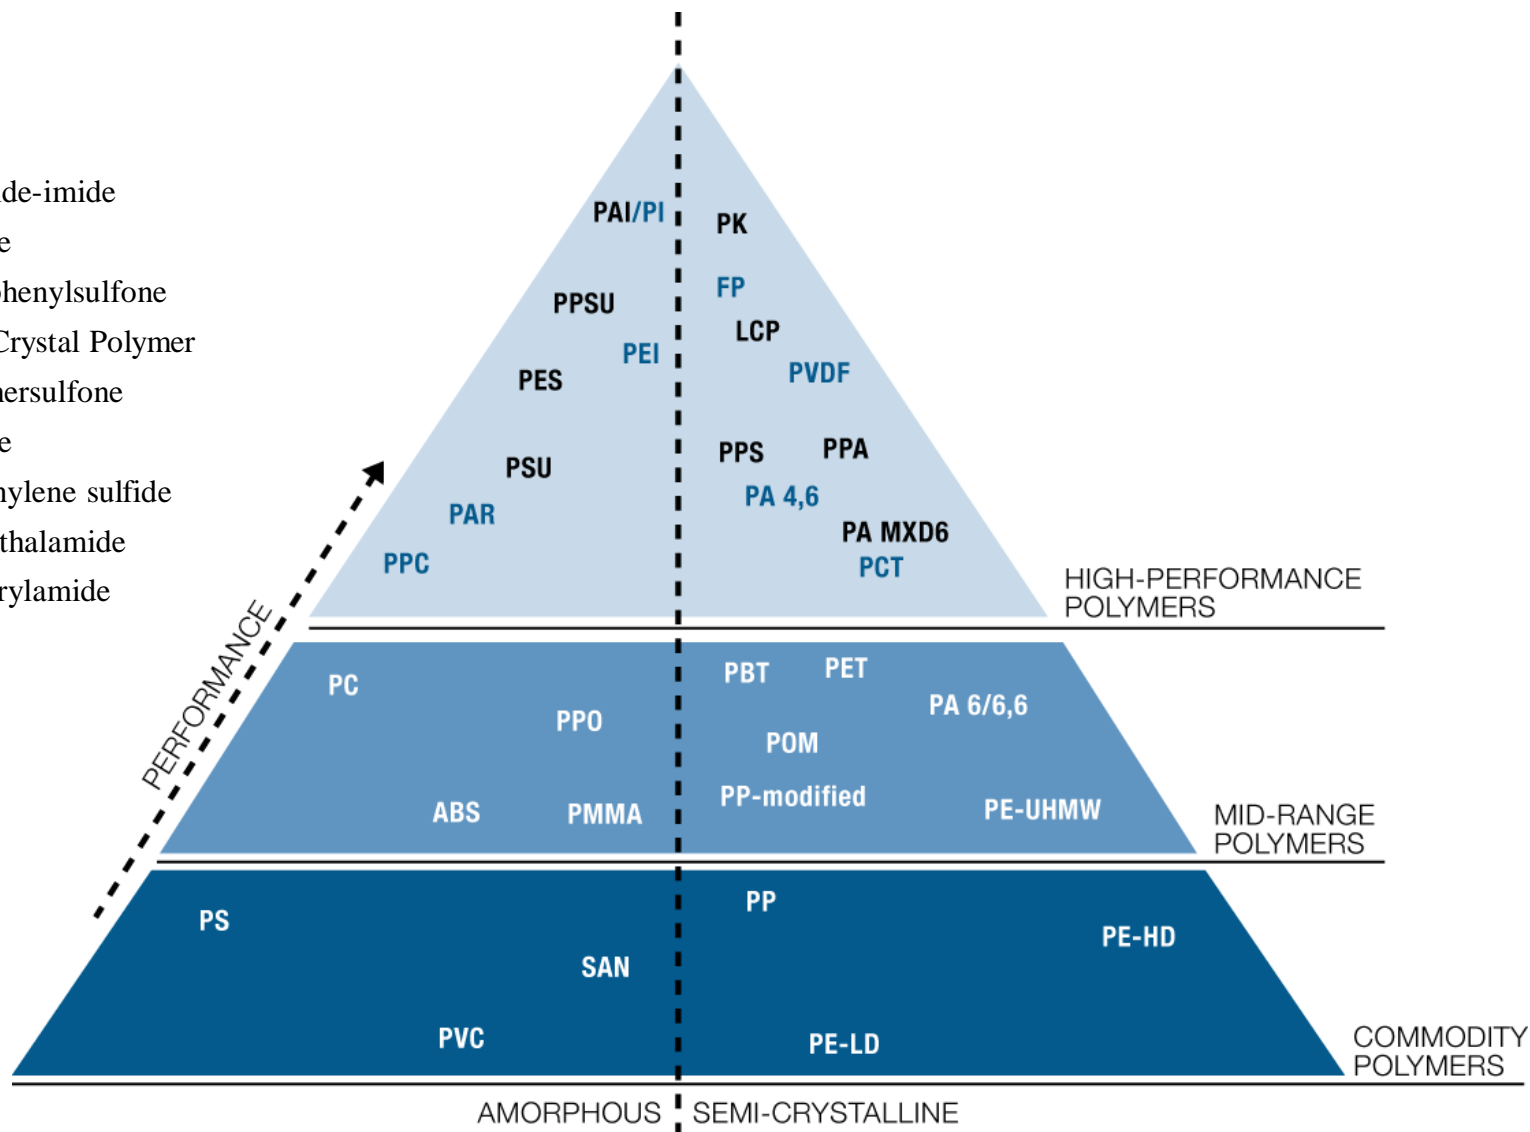 de-imide
e
phenylsulfone
Crystal Polymer
hersulfone
e
nylene sulfide
thalamide
rylamide
PAI/PI
PK
FP
PPSU
LCP
PEI
PVDF
PES
PPS
PPA
PSU
PA 4,6
PAR
PA MXD6
PPC
PCT
HIGH-PERFORMANCE
POLYMERS
PERFORMANCE
PC
PBT
PET
PA 6/6,6
PPO
POM
PP-modified
ABS
PMMA
PE-UHMW
MID-RANGE
POLYMERS
PS
PP
PE-HD
SAN
PVC
PE-LD
COMMODITY
POLYMERS
AMORPHOUS
SEMI-CRYSTALLINE